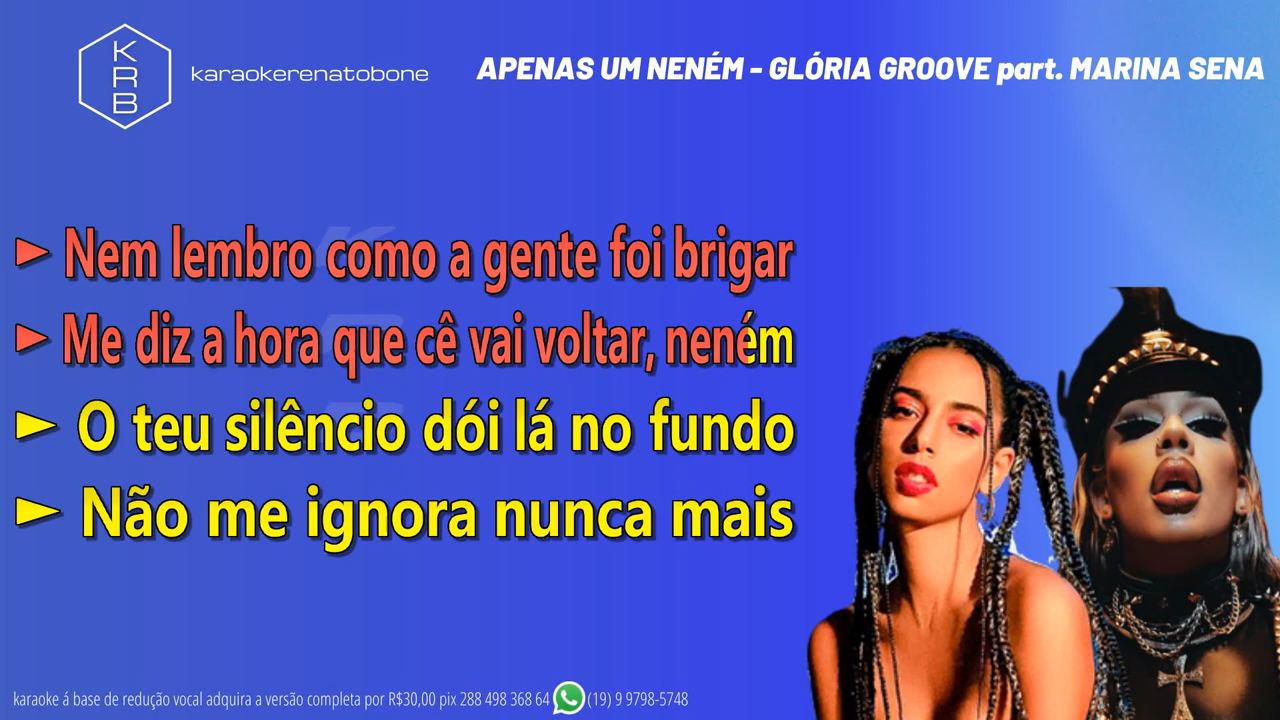 K
R
B
karaokerenatobone
APENAS UM NENÉM - GLÓRIA GROOVE part. MARINA SENA
► Nem lembro como a gente foi brigar
► Me diz a hora que cê vai voltar, neném
► O teu silêncio dói lá no fundo
► Não me ignora nunca mais
karaoke á base de redução vocal adquira a versão completa por R$30,00 pix 288 498 368 64 (19) 9 9798-5748